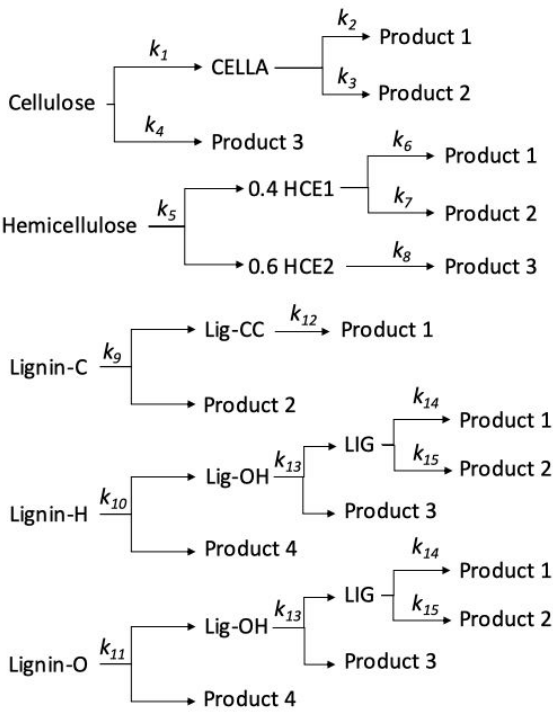 k2
Product 1
k1
CELLA
k3
Product 2
Cellulose
k4
Product 3
k6
Product 1
0.4 HCE1
k7
k5
Product 2
Hemicellulose
k8
0.6 HCE2
Product 3
k12
Lig-CC
Product 1
k9
Lignin-C
Product 2
k14
Product 1
LIG
k13
k15
Lig-OH
Product 2
k10
Lignin-H
Product 3
Product 4
k14
Product 1
LIG
k13
k15
Lig-OH
Product 2
k11
Lignin-O
Product 3
Product 4